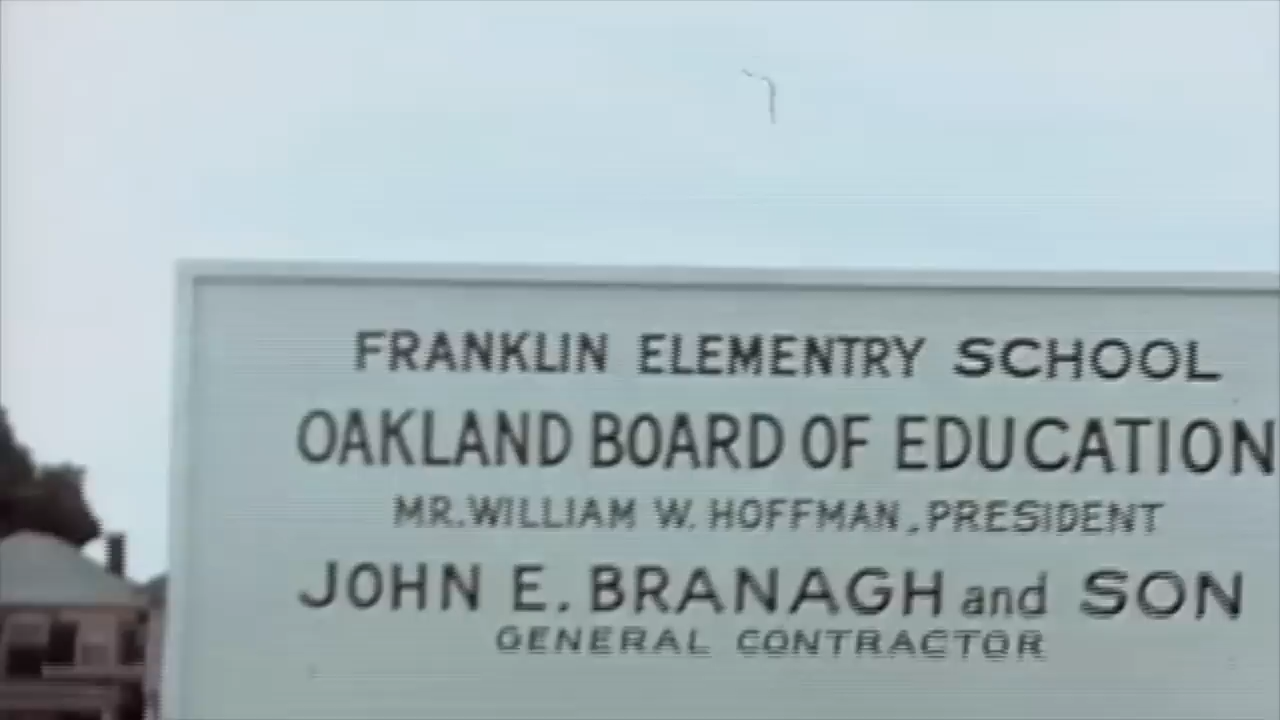 FRANKLIN ELEMENTRY SCHOOL
OAKLAND BOARD OF EDUCATION
MR. WILLIAM W. HOFFMAN, PRESIDENT
JOHN E. BRANAGH and SON
GENERAL CONTRACTOR